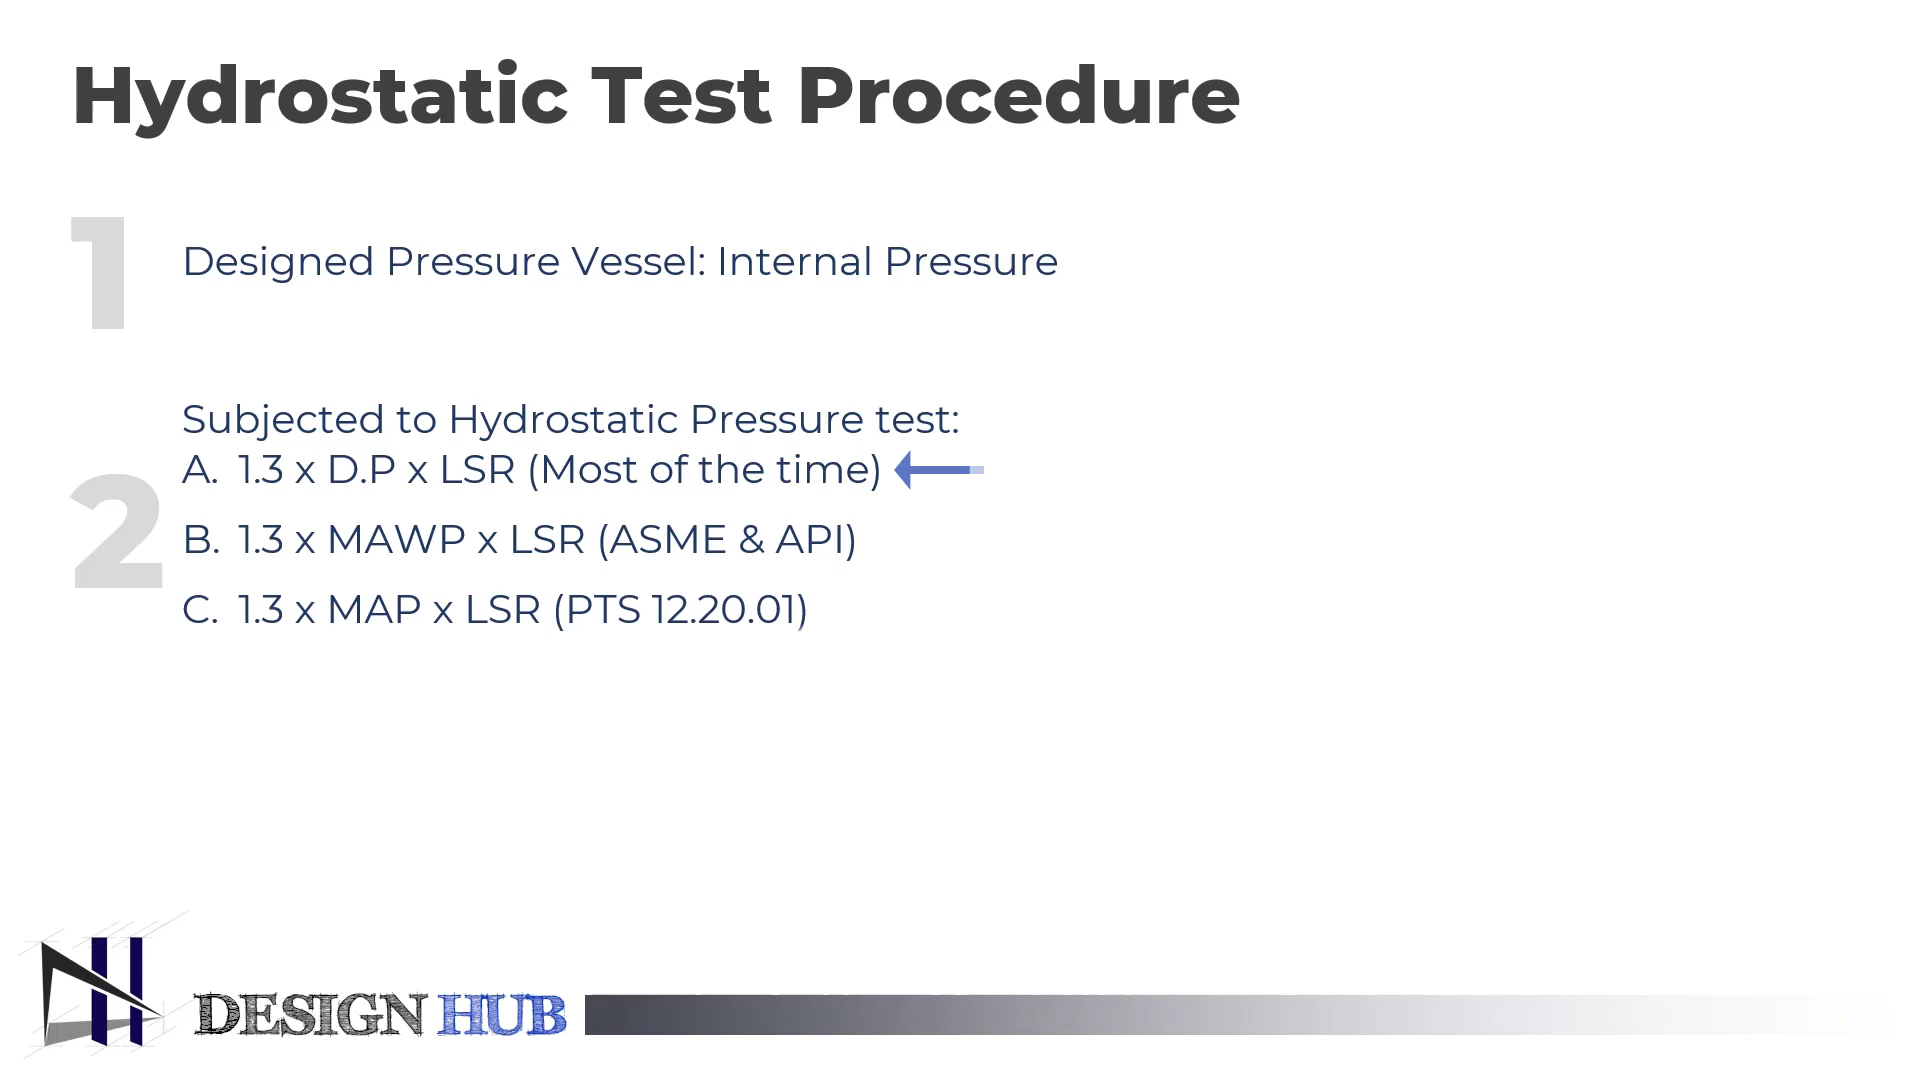 Hydrostatic Test Procedure
1
Designed Pressure Vessel: Internal Pressure
2
Subjected to Hydrostatic Pressure test:
A. 1.3 x D.P x LSR (Most of the time)
B. 1.3 x MAWP x LSR (ASME & API)
C. 1.3 x MAP x LSR (PTS 12.20.01)
DESIGN HUB